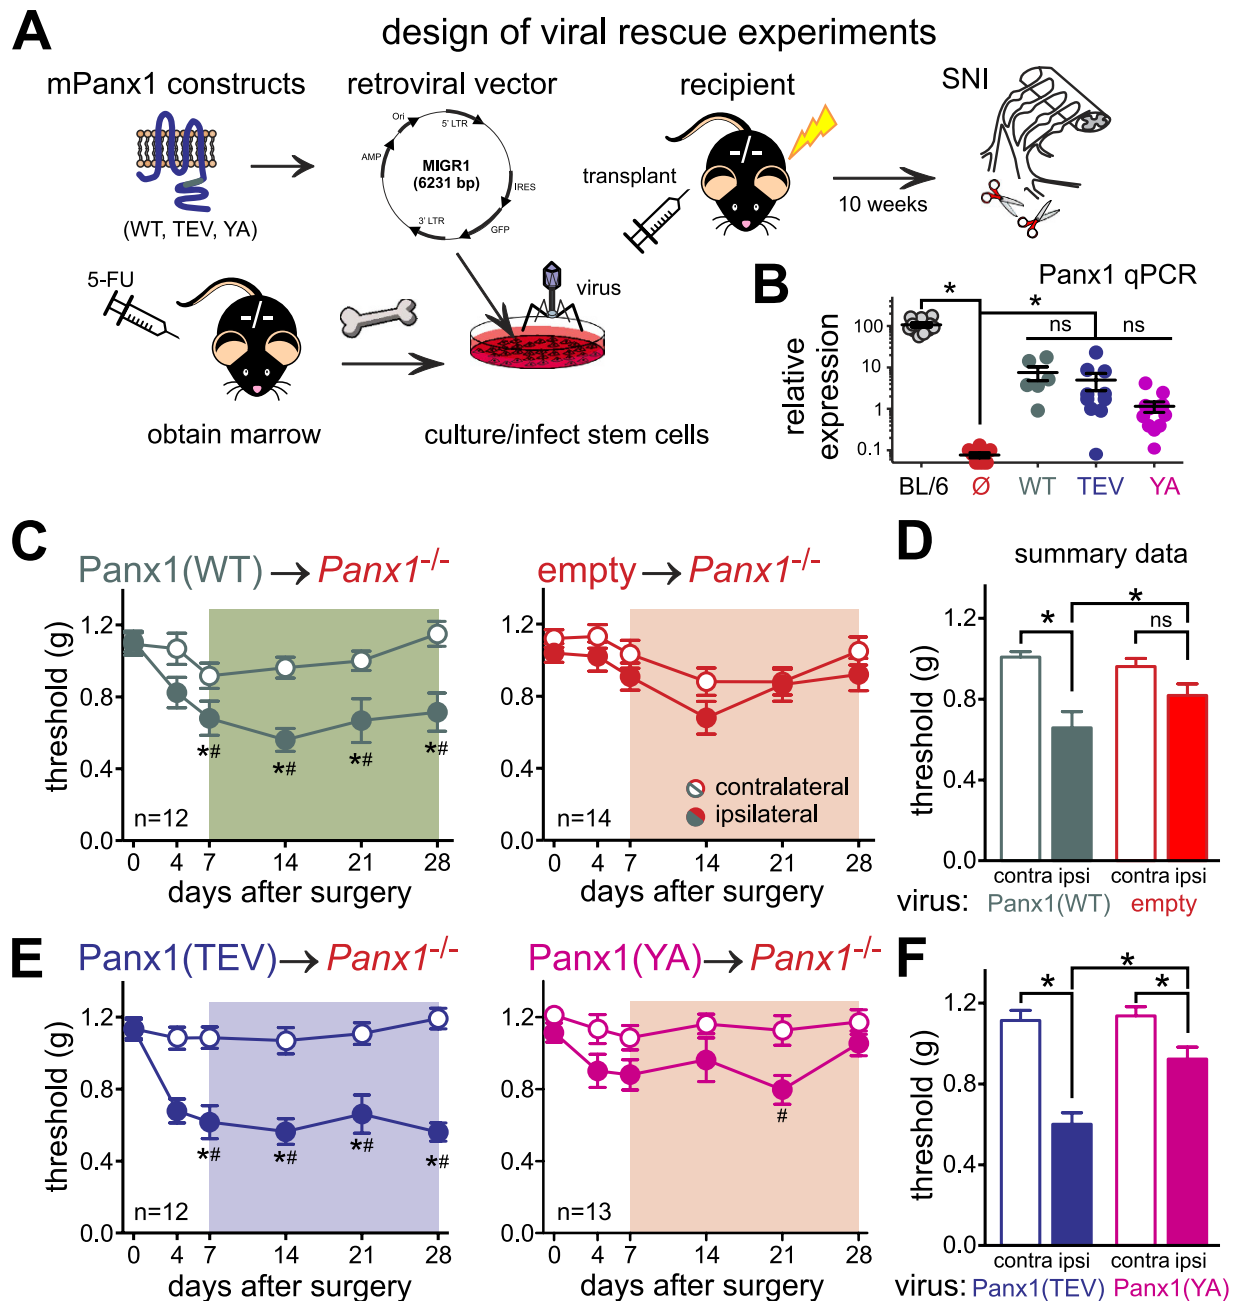 A
design of viral rescue experiments
mPanx1 constructs
retroviral vector
recipient
SNI
(WT, TEV, YA)
Ori
5' LTR
AMP
MIGR1
(6231 bp)
IRES
GFP
3' LTR
transplant
-/-
10 weeks
5-FU
-/-
virus
obtain marrow
culture/infect stem cells
B
Panx1 qPCR
relative expression
100
10
1
0.1
*
*
ns
ns
BL/6
Ø
WT
TEV
YA
C
Panx1(WT) → Panx1-/-
threshold (g)
1.2
0.8
0.4
0.0
*#
*#
*#
*#
n=12
0 4 7 14 21 28
days after surgery
empty → Panx1-/-
1.2
0.8
0.4
0.0
contralateral
ipsilateral
n=14
0 4 7 14 21 28
days after surgery
D
summary data
threshold (g)
1.2
0.8
0.4
0.0
*
*
ns
contra ipsi contra ipsi
virus: Panx1(WT) empty
E
Panx1(TEV) → Panx1-/-
threshold (g)
1.2
0.8
0.4
0.0
*#
*#
*#
*#
n=12
0 4 7 14 21 28
days after surgery
Panx1(YA) → Panx1-/-
1.2
0.8
0.4
0.0
#
n=13
0 4 7 14 21 28
days after surgery
F
threshold (g)
1.2
0.8
0.4
0.0
*
*
*
contra ipsi contra ipsi
virus: Panx1(TEV) Panx1(YA)